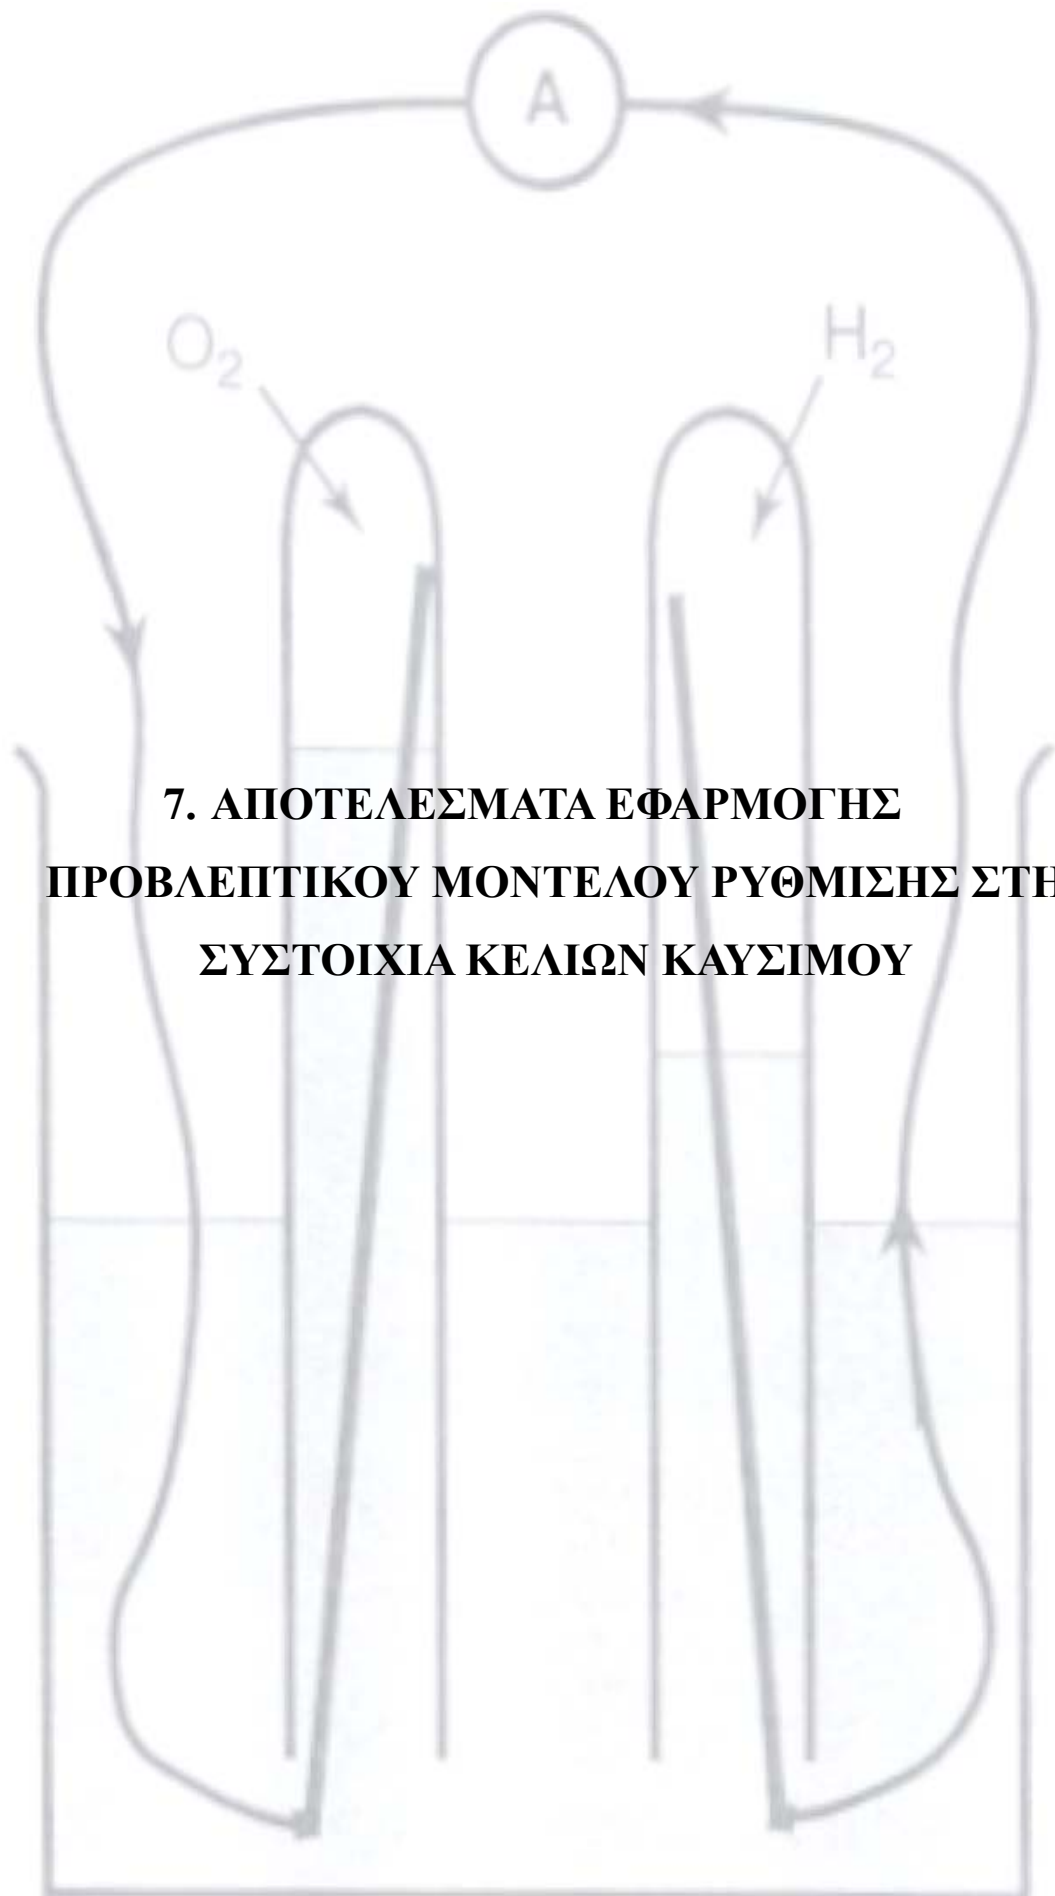 A
O₂
H₂
7. ΑΠΟΤΕΛΕΣΜΑΤΑ ΕΦΑΡΜΟΓΗΣ
ΠΡΟΒΛΕΠΤΙΚΟΥ ΜΟΝΤΕΛΟΥ ΡΥΘΜΙΣΗΣ ΣΤΗ
ΣΥΣΤΟΙΧΙΑ ΚΕΛΙΩΝ ΚΑΥΣΙΜΟΥ